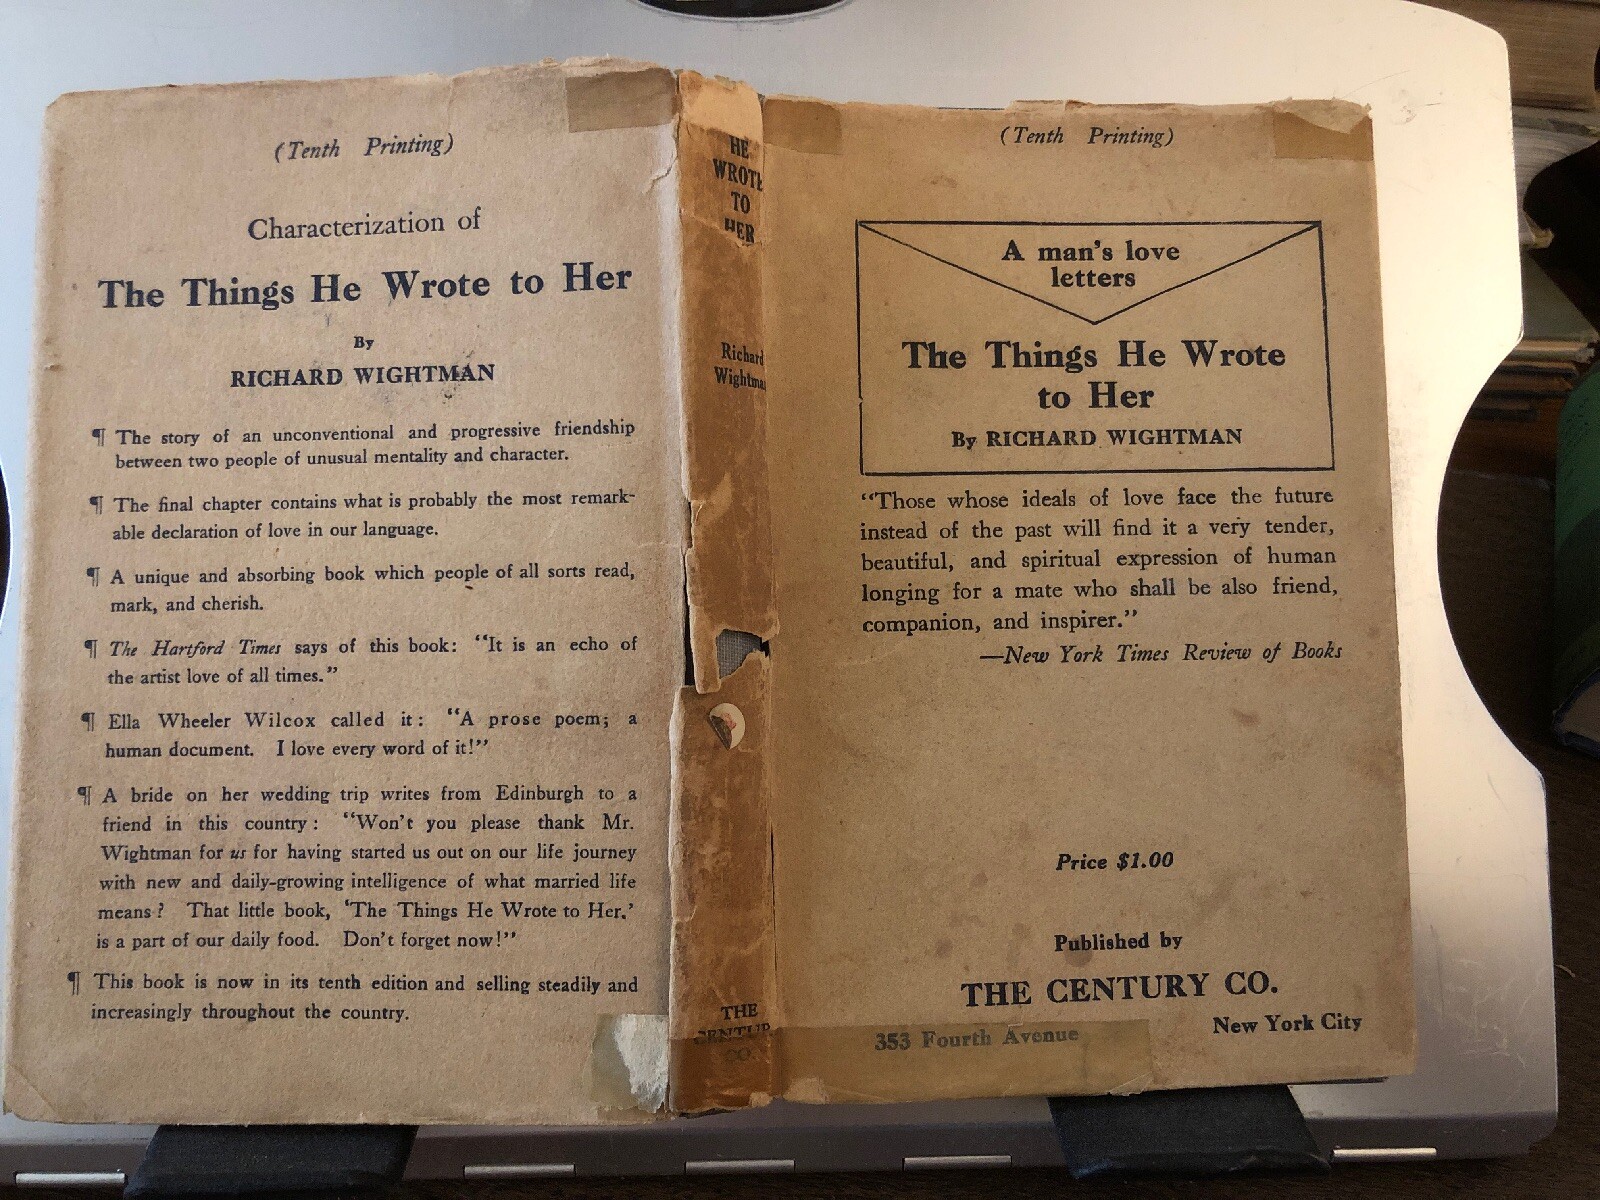 (Tenth Printing)
Characterization of
The Things He Wrote to Her
By
RICHARD WIGHTMAN
¶ The story of an unconventional and progressive friendship
between two people of unusual mentality and character.
¶ The final chapter contains what is probably the most remark-
able declaration of love in our language.
¶ A unique and absorbing book which people of all sorts read,
mark, and cherish.
¶ The Hartford Times says of this book: “It is an echo of
the artist love of all times.”
¶ Ella Wheeler Wilcox called it: “A prose poem; a
human document. I love every word of it!”
¶ A bride on her wedding trip writes from Edinburgh to a
friend in this country: “Won’t you please thank Mr.
Wightman for us for having started us out on our life journey
with new and daily-growing intelligence of what married life
means? That little book, ‘The Things He Wrote to Her,’
is a part of our daily food. Don’t forget now!”
¶ This book is now in its tenth edition and selling steadily and
increasingly throughout the country.
HE
WROTE
TO
HER
Richard
Wightma
THE
CENTUR
CO.
(Tenth Printing)
A man’s love
letters
The Things He Wrote
to Her
By RICHARD WIGHTMAN
“Those whose ideals of love face the future
instead of the past will find it a very tender,
beautiful, and spiritual expression of human
longing for a mate who shall be also friend,
companion, and inspirer.”
—New York Times Review of Books
Price $1.00
Published by
THE CENTURY CO.
353 Fourth Avenue New York City